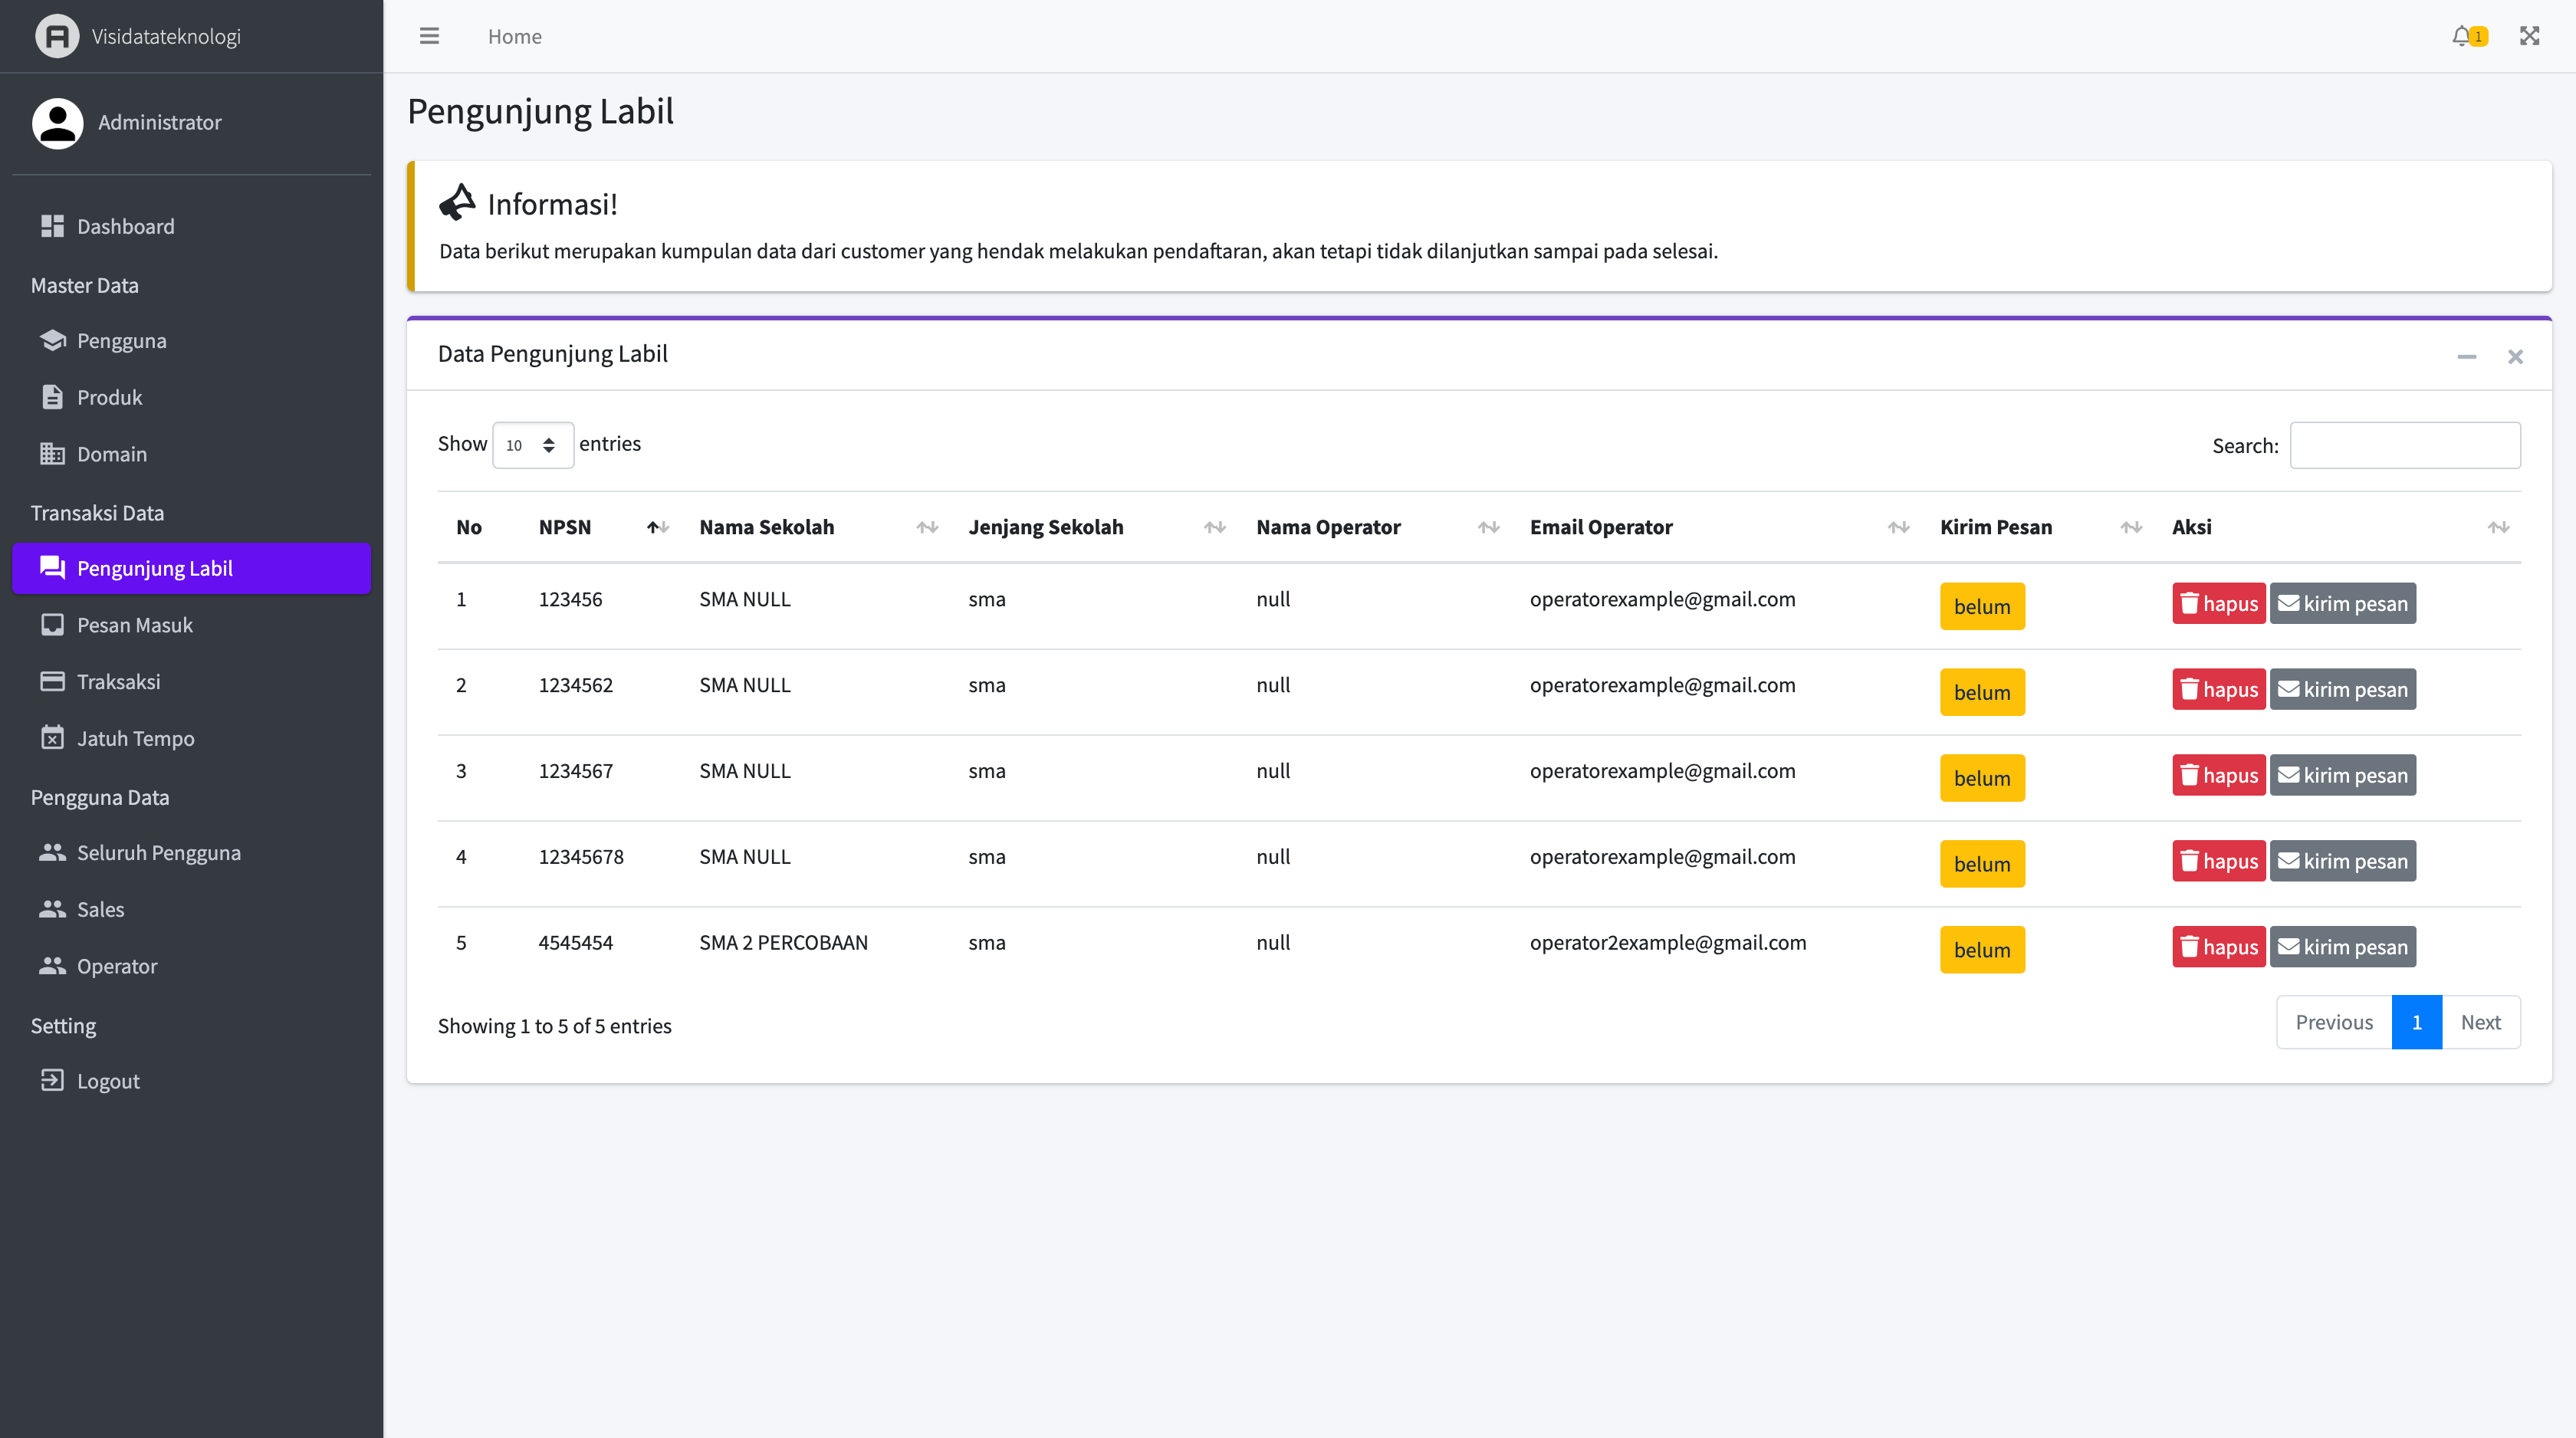 Visidatateknologi
Home
1
Administrator
Dashboard
Master Data
Pengguna
Produk
Domain
Transaksi Data
Pengunjung Labil
Pesan Masuk
Traksaksi
Jatuh Tempo
Pengguna Data
Seluruh Pengguna
Sales
Operator
Setting
Logout
Pengunjung Labil
Informasi!
Data berikut merupakan kumpulan data dari customer yang hendak melakukan pendaftaran, akan tetapi tidak dilanjutkan sampai pada selesai.
Data Pengunjung Labil
Show 10 entries Search:
No NPSN Nama Sekolah Jenjang Sekolah Nama Operator Email Operator Kirim Pesan Aksi
1 123456 SMA NULL sma null operatorexample@gmail.com belum hapus kirim pesan
2 1234562 SMA NULL sma null operatorexample@gmail.com belum hapus kirim pesan
3 1234567 SMA NULL sma null operatorexample@gmail.com belum hapus kirim pesan
4 12345678 SMA NULL sma null operatorexample@gmail.com belum hapus kirim pesan
5 4545454 SMA 2 PERCOBAAN sma null operator2example@gmail.com belum hapus kirim pesan
Showing 1 to 5 of 5 entries Previous 1 Next